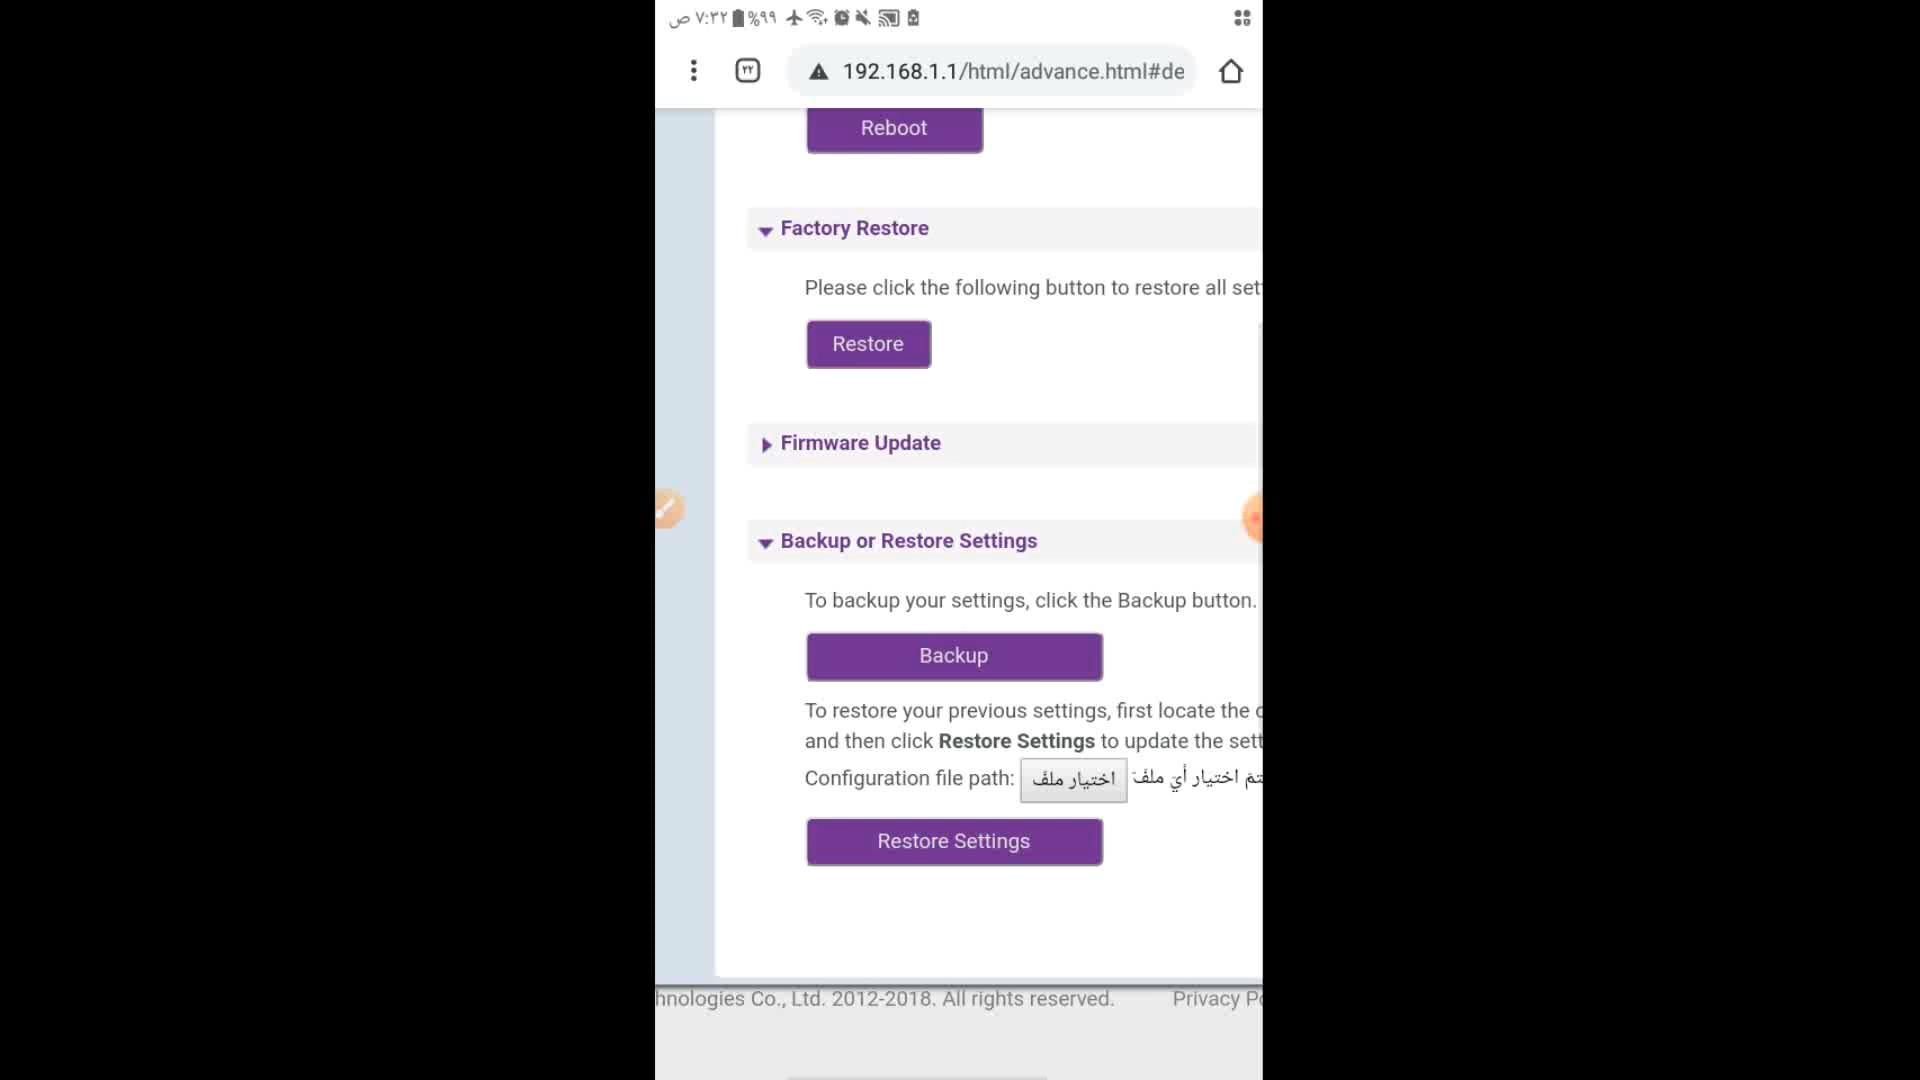 ص ٧:٣٢ %٩٩
٢٢ 192.168.1.1/html/advance.html#de
Reboot
Factory Restore
Please click the following button to restore all set
Restore
Firmware Update
Backup or Restore Settings
To backup your settings, click the Backup button.
Backup
To restore your previous settings, first locate the c
and then click Restore Settings to update the sett
Configuration file path: اختيار ملفّ تمّ اختيار أيّ ملفّ
Restore Settings
hnologies Co., Ltd. 2012-2018. All rights reserved. Privacy Po